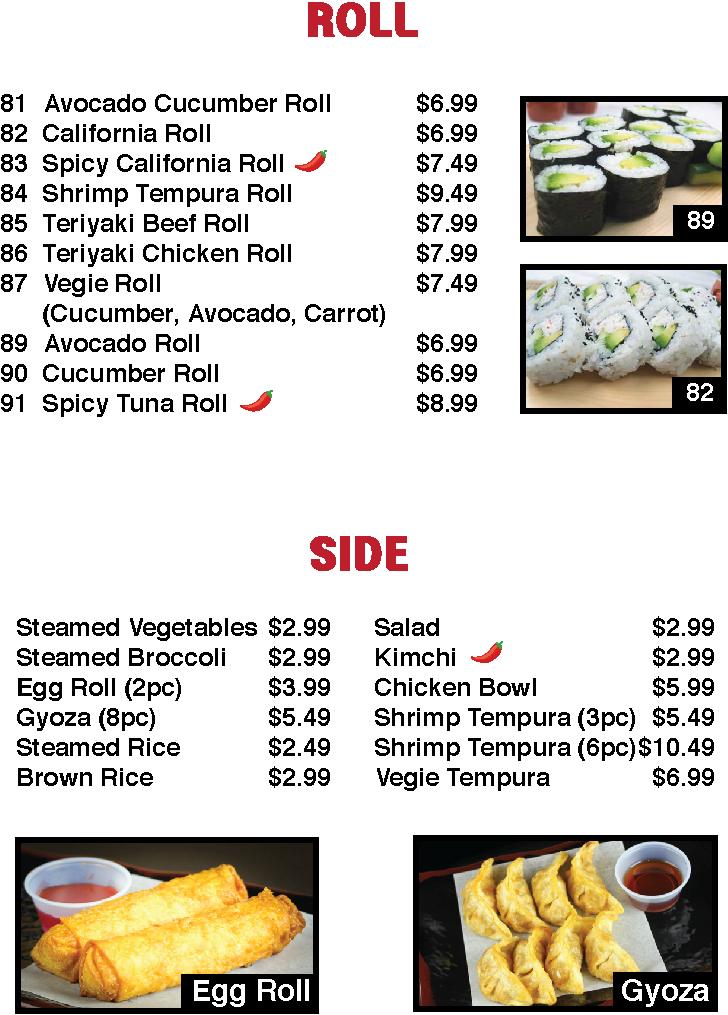 ROLL
81 Avocado Cucumber Roll $6.99
82 California Roll $6.99
83 Spicy California Roll $7.49
84 Shrimp Tempura Roll $9.49
85 Teriyaki Beef Roll $7.99
86 Teriyaki Chicken Roll $7.99
87 Vegie Roll $7.49
(Cucumber, Avocado, Carrot)
89 Avocado Roll $6.99
90 Cucumber Roll $6.99
91 Spicy Tuna Roll $8.99
89
82
SIDE
Steamed Vegetables $2.99
Steamed Broccoli $2.99
Egg Roll (2pc) $3.99
Gyoza (8pc) $5.49
Steamed Rice $2.49
Brown Rice $2.99
Salad $2.99
Kimchi $2.99
Chicken Bowl $5.99
Shrimp Tempura (3pc) $5.49
Shrimp Tempura (6pc) $10.49
Vegie Tempura $6.99
Egg Roll
Gyoza